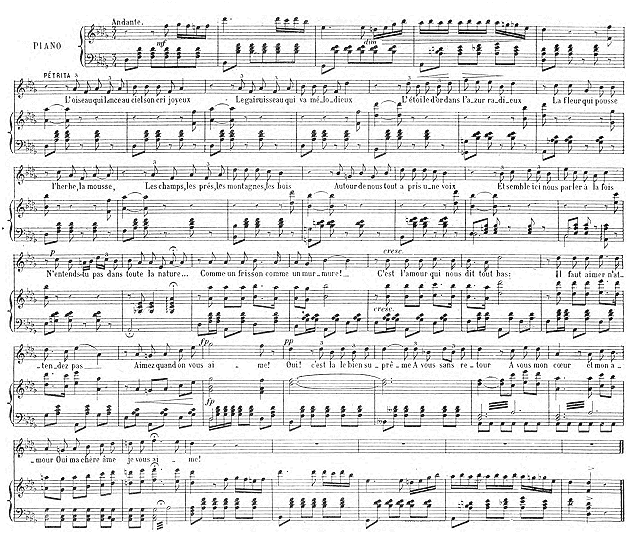 Andante.
PIANO
mf
dim
PÉTRITA
L'oiseau qui lance au ciel son cri joyeux Le gai ruisseau qui va mé_lo_dieux L'étoile d'or dans l'a_zur ra_di_eux La fleur qui pousse
l'herbe, la mousse, Les champs, les prés, les montagnes, les bois Autour de nous tout a pris u_ne voix Et semble ici nous parler à la fois
p
cresc.
N'entends-tu pas dans toute la nature... Comme un frisson comme un mur_mure!_ C'est l'amour qui nous dit tout bas: Il faut aimer n'at_
cresc.
fp
pp
_ten_dez pas Aimez quand on vous ai _ me! Oui! c'est la le bien su_prê_me A vous sans re_tour A vous mon cœur et mon a_
fp
_mour Oui ma chère âme je vous ai_me!